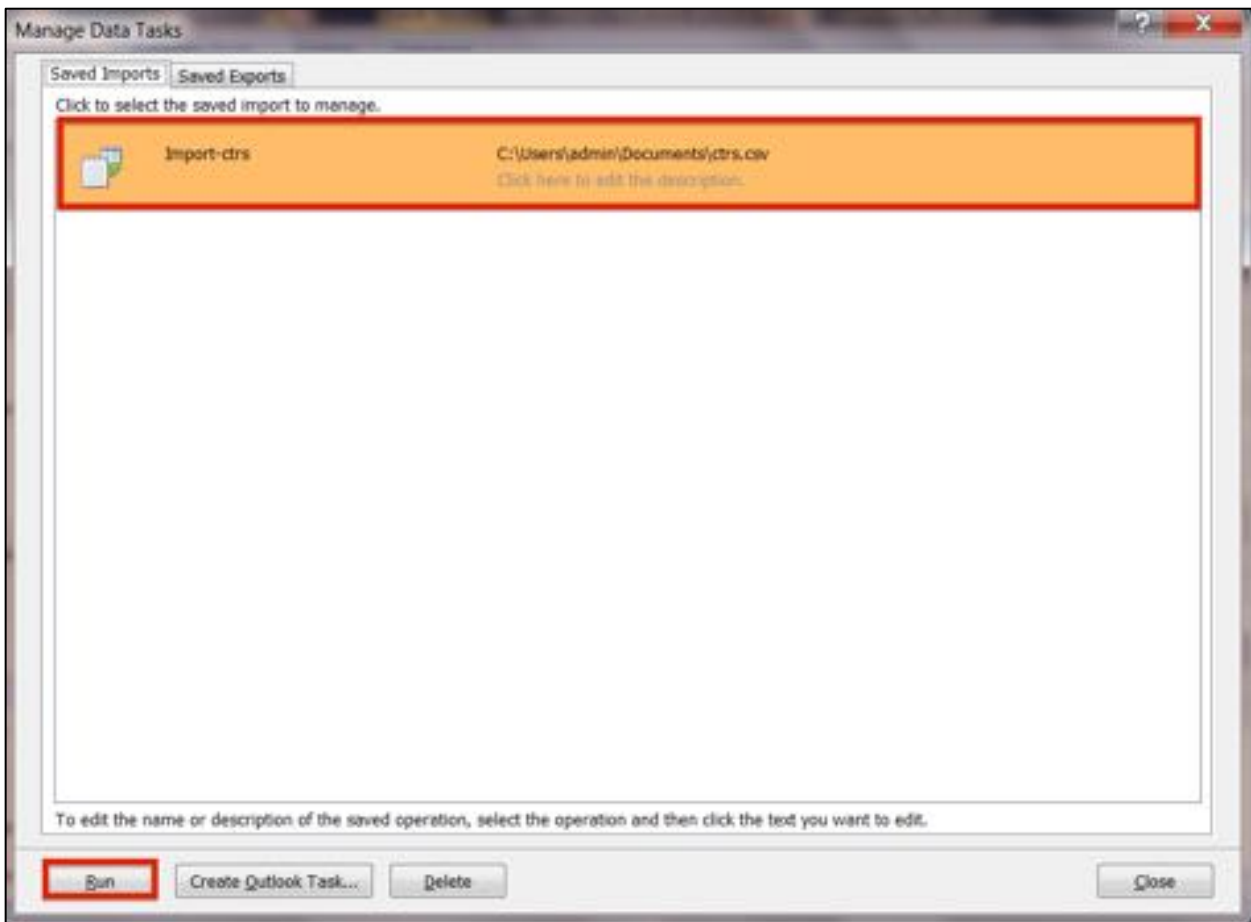 Manage Data Tasks
Saved Imports Saved Exports
Click to select the saved import to manage.
Import-ctrs C:\Users\admin\Documents\ctrs.csv
Click here to edit the description.
To edit the name or description of the saved operation, select the operation and then click the text you want to edit.
Run Create Outlook Task... Delete Close